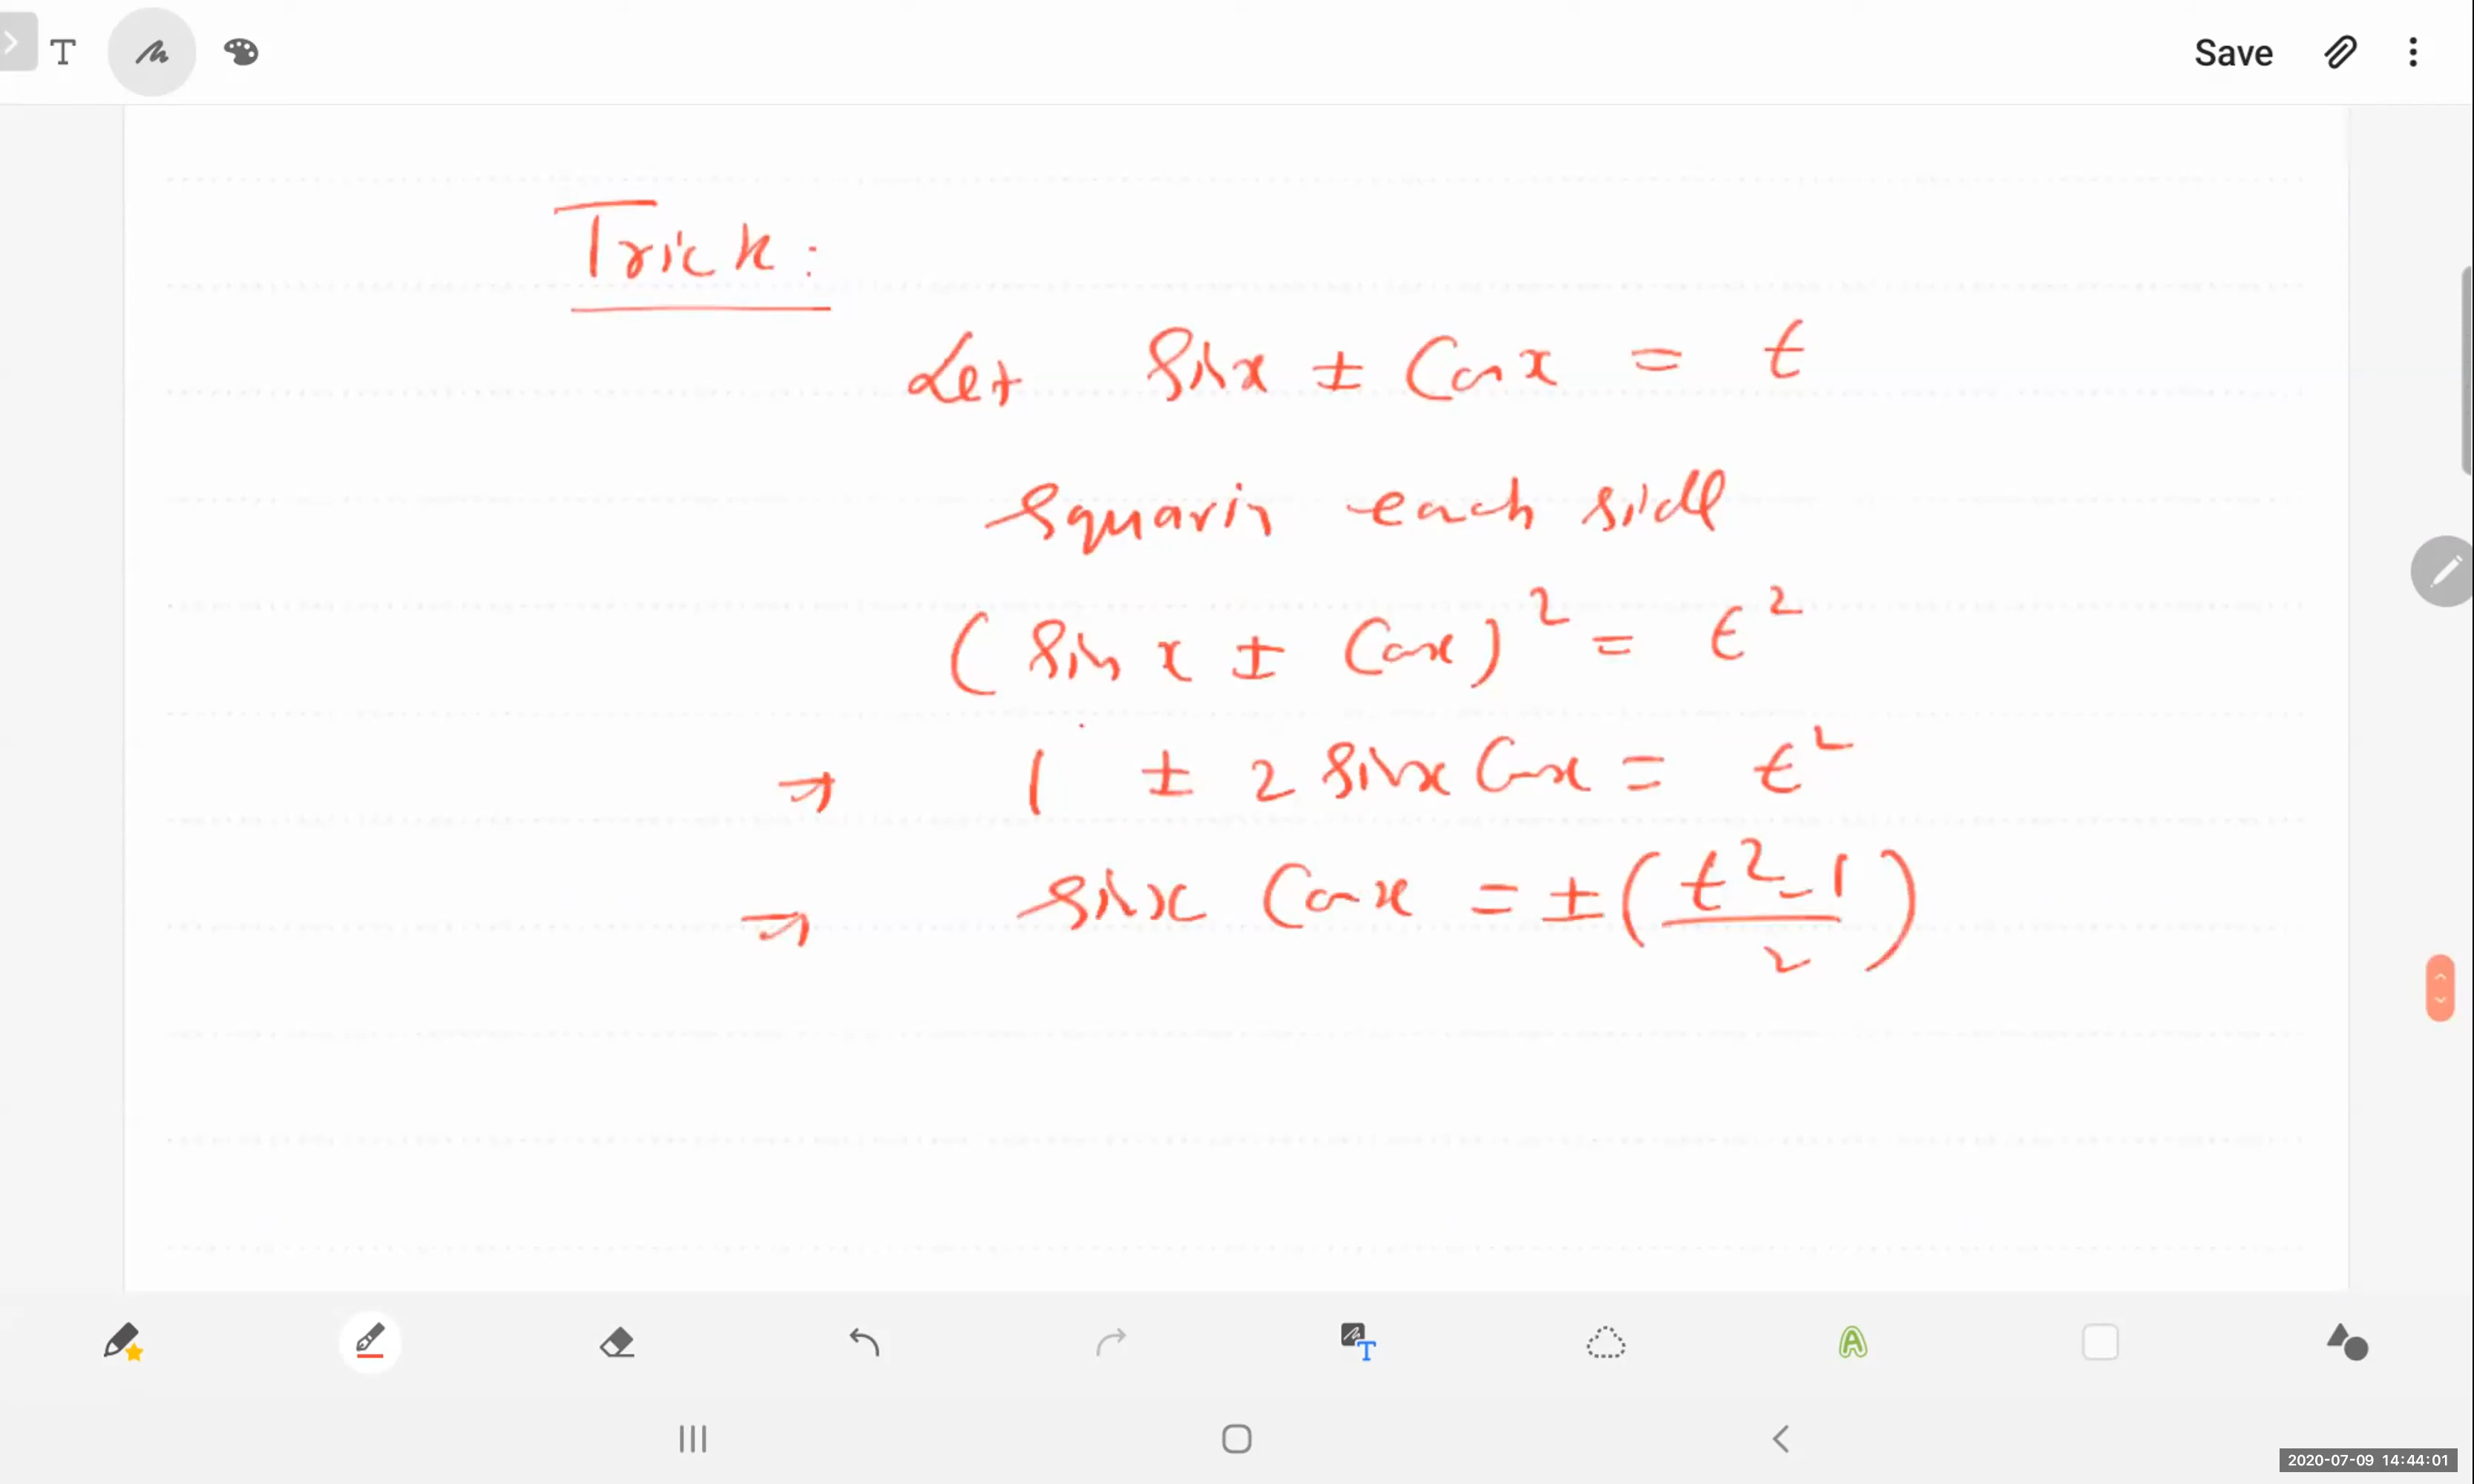 T
Save
Trick :
Let sinx ± Cosx = t
squarin each side
( sin x ± Cosx )² = t²
→ 1 ± 2 sinx Cosx = t²
→ sinx Cosx = ± ( t² - 1 / 2 )
T
A
2020-07-09 14:44:01